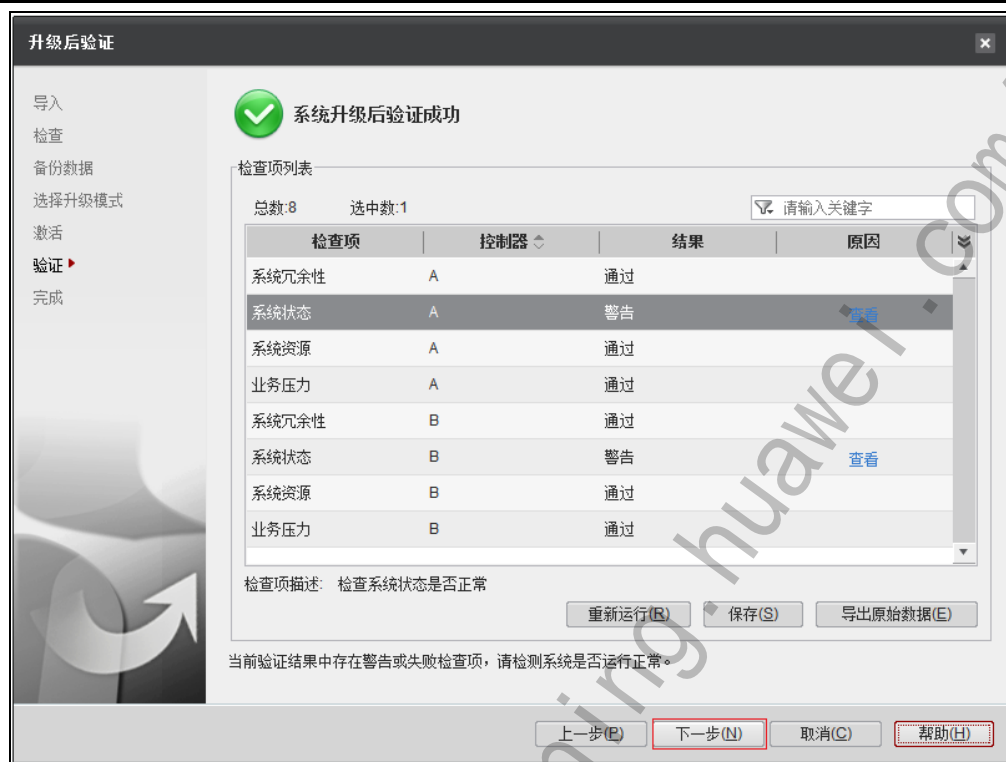 升级后验证
导入
检查
备份数据
选择升级模式
激活
验证
完成
系统升级后验证成功
检查项列表
总数:8 选中数:1 请输入关键字
检查项 控制器 结果 原因
系统冗余性 A 通过
系统状态 A 警告 查看
系统资源 A 通过
业务压力 A 通过
系统冗余性 B 通过
系统状态 B 警告 查看
系统资源 B 通过
业务压力 B 通过
检查项描述: 检查系统状态是否正常
重新运行(R) 保存(S) 导出原始数据(E)
当前验证结果中存在警告或失败检查项，请检测系统是否运行正常。
上一步(P) 下一步(N) 取消(C) 帮助(H)
ning.huawei.com